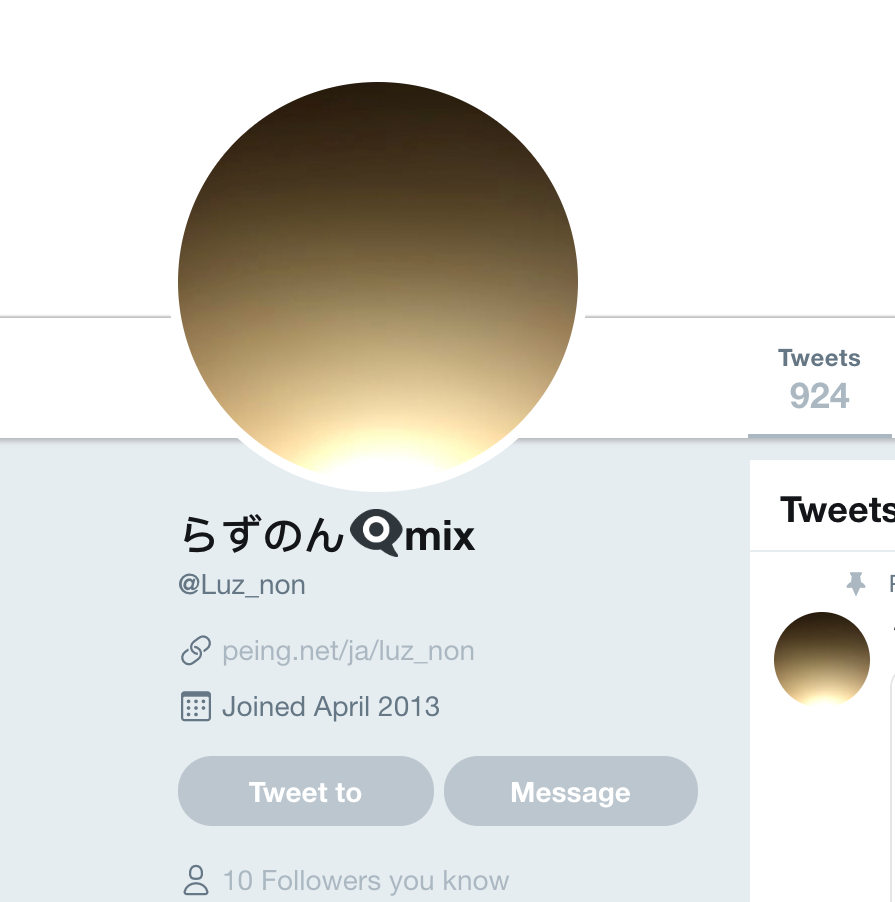 Tweets
924
らずのん👁‍🗨mix
@Luz_non
peing.net/ja/luz_non
Joined April 2013
Tweet to
Message
10 Followers you know
Tweets